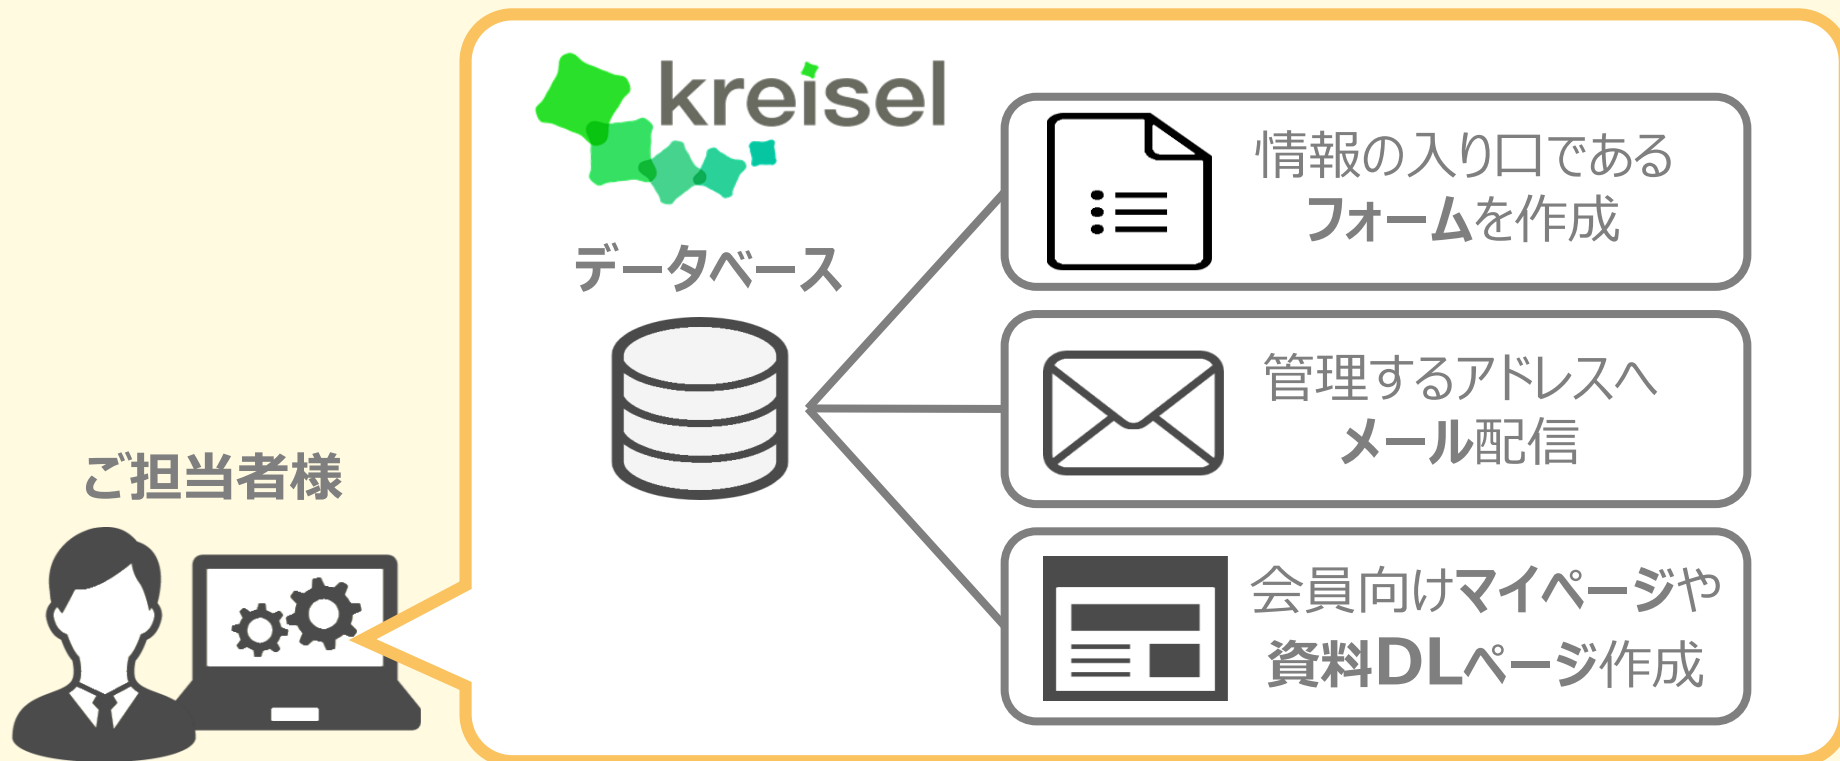 kreisel
データベース
情報の入り口である
フォームを作成
管理するアドレスへ
メール配信
会員向けマイページや
資料DLページ作成
ご担当者様